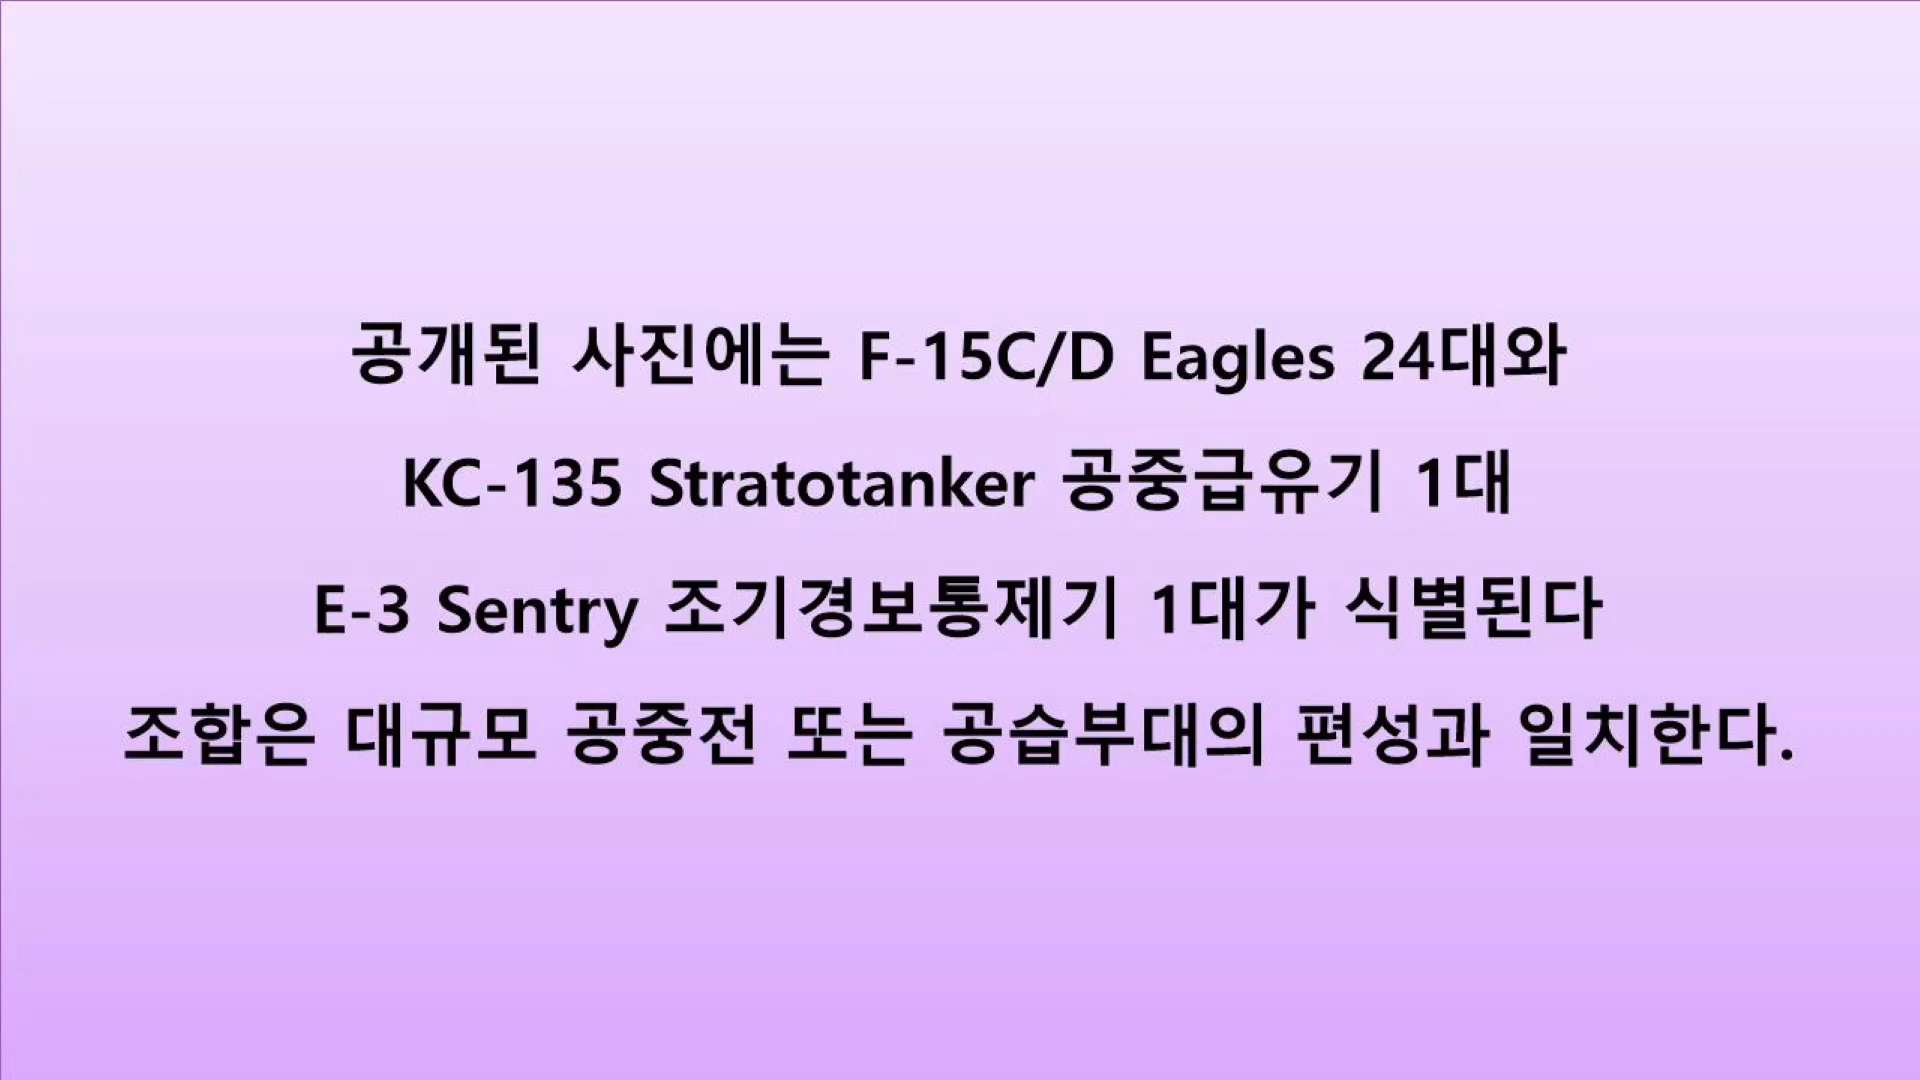 공개된 사진에는 F-15C/D Eagles 24대와
KC-135 Stratotanker 공중급유기 1대
E-3 Sentry 조기경보통제기 1대가 식별된다
조합은 대규모 공중전 또는 공습부대의 편성과 일치한다.